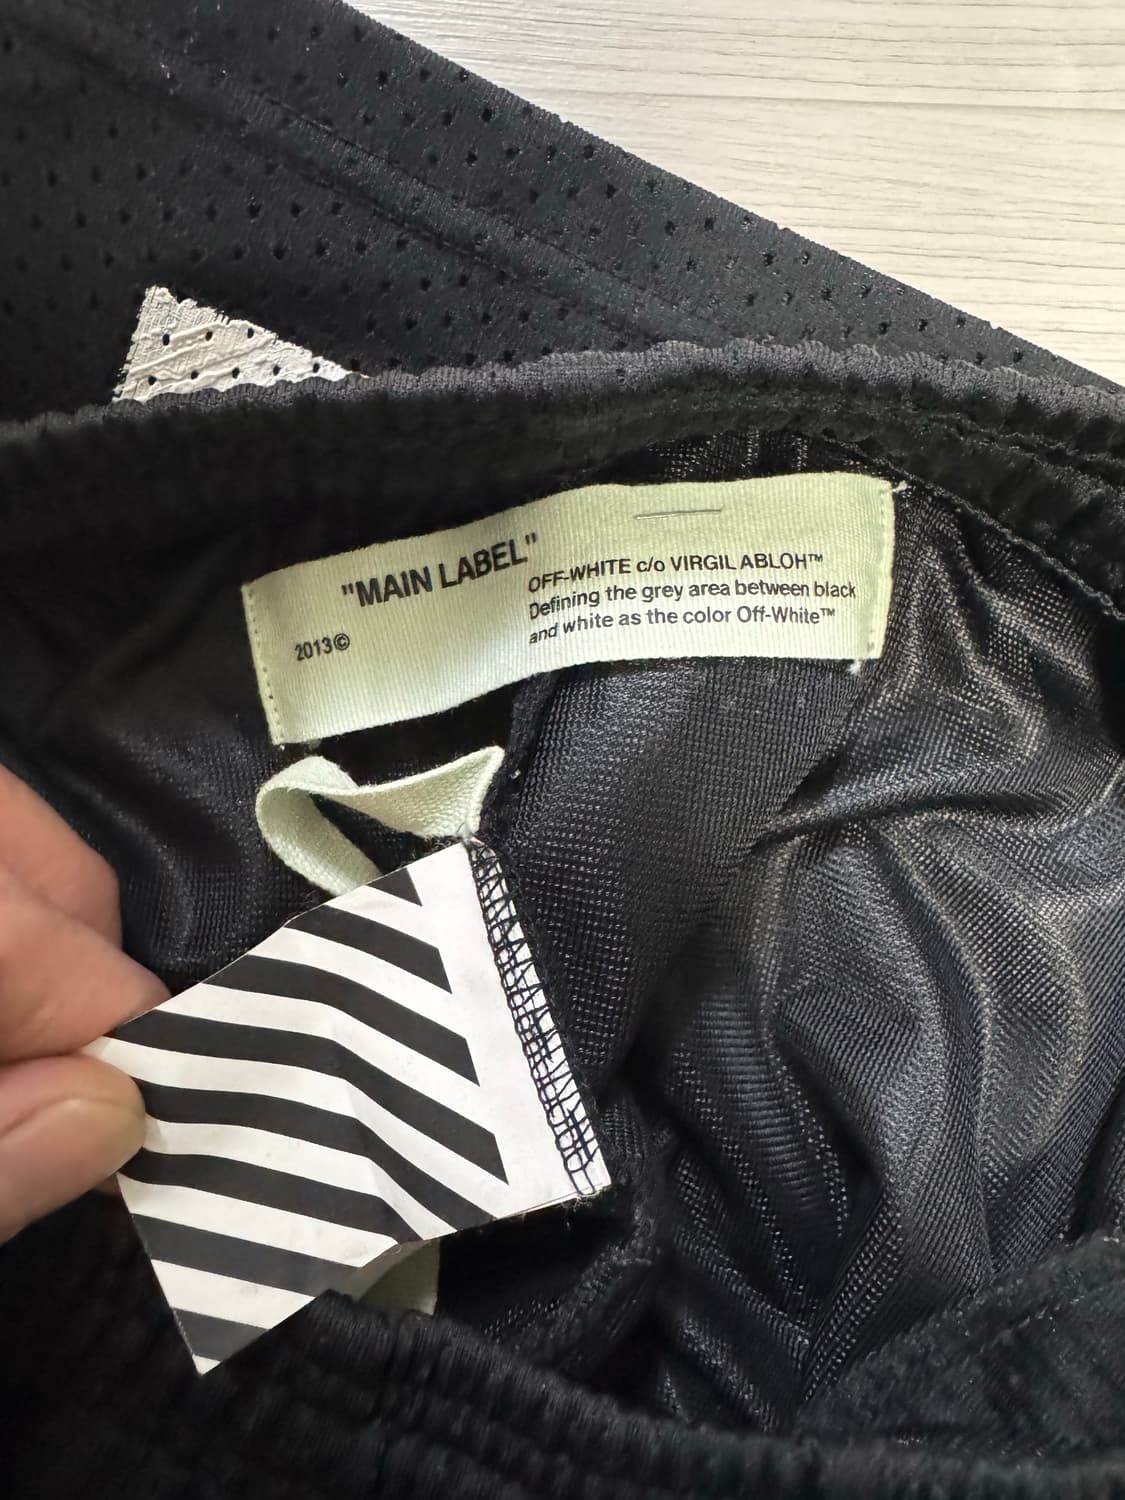 "MAIN LABEL"
OFF-WHITE c/o VIRGIL ABLOH™
Defining the grey area between black
and white as the color Off-White™
2013©